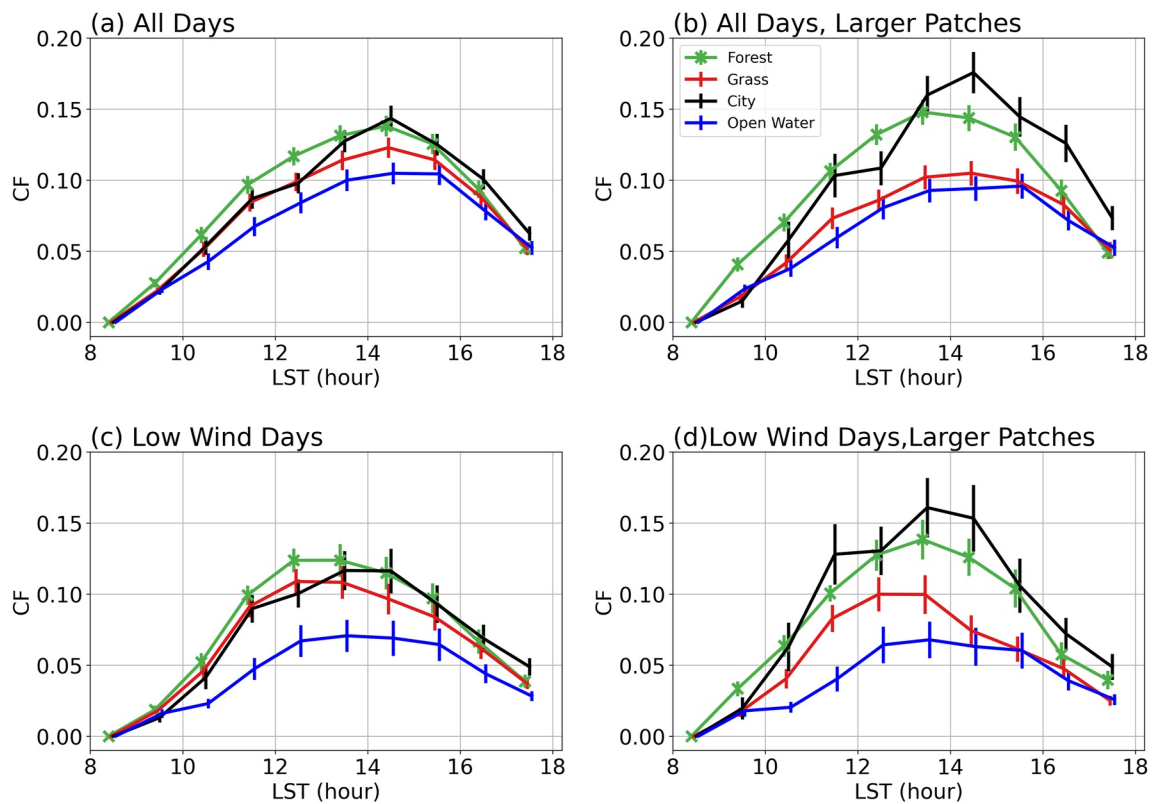 (a) All Days
0.20
0.15
0.10
0.05
0.00
CF
8 10 12 14 16 18
LST (hour)
(b) All Days, Larger Patches
Forest
Grass
City
Open Water
0.20
0.15
0.10
0.05
0.00
CF
8 10 12 14 16 18
LST (hour)
(c) Low Wind Days
0.20
0.15
0.10
0.05
0.00
CF
8 10 12 14 16 18
LST (hour)
(d)Low Wind Days,Larger Patches
0.20
0.15
0.10
0.05
0.00
CF
8 10 12 14 16 18
LST (hour)